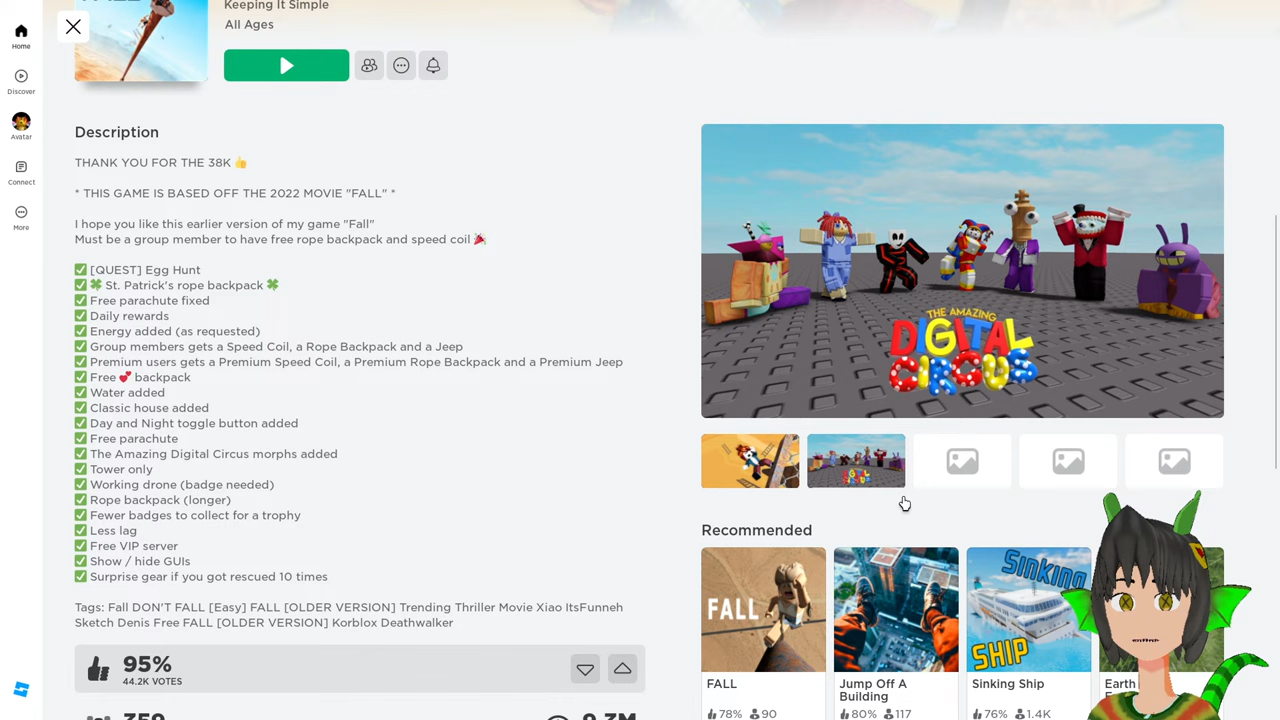 Keeping It Simple
All Ages
Home
Discover
Avatar
Connect
More
Description
THANK YOU FOR THE 38K 👍
* THIS GAME IS BASED OFF THE 2022 MOVIE "FALL" *
I hope you like this earlier version of my game "Fall"
Must be a group member to have free rope backpack and speed coil 🎉
✅ [QUEST] Egg Hunt
✅ 🍀 St. Patrick's rope backpack 🍀
✅ Free parachute fixed
✅ Daily rewards
✅ Energy added (as requested)
✅ Group members gets a Speed Coil, a Rope Backpack and a Jeep
✅ Premium users gets a Premium Speed Coil, a Premium Rope Backpack and a Premium Jeep
✅ Free 💕 backpack
✅ Water added
✅ Classic house added
✅ Day and Night toggle button added
✅ Free parachute
✅ The Amazing Digital Circus morphs added
✅ Tower only
✅ Working drone (badge needed)
✅ Rope backpack (longer)
✅ Fewer badges to collect for a trophy
✅ Less lag
✅ Free VIP server
✅ Show / hide GUIs
✅ Surprise gear if you got rescued 10 times
Tags: Fall DON'T FALL [Easy] FALL [OLDER VERSION] Trending Thriller Movie Xiao ItsFunneh
Sketch Denis Free FALL [OLDER VERSION] Korblox Deathwalker
95%
44.2K VOTES
THE AMAZING
DIGITAL
CIRCUS
Recommended
FALL
Sinking
SHIP
FALL
Jump Off A
Building
Sinking Ship
Earth
78% 90
80% 117
76% 1.4K